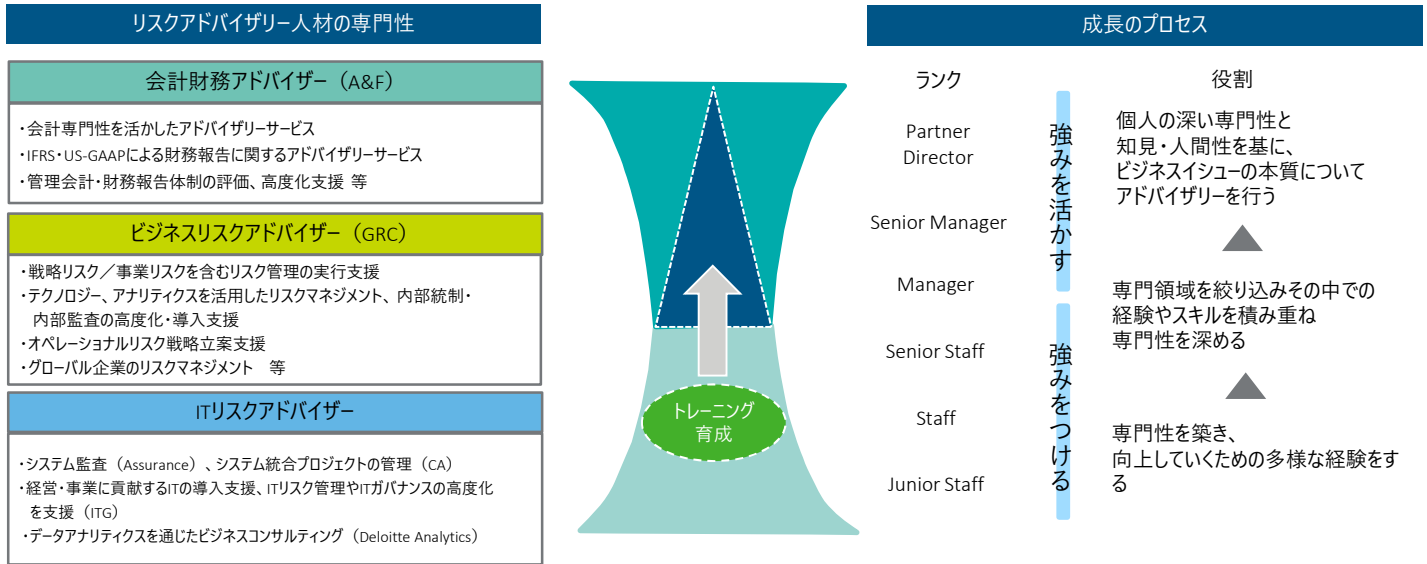 リスクアドバイザリー人材の専門性
会計財務アドバイザー（A&F）
・会計専門性を活かしたアドバイザリーサービス
・IFRS・US-GAAPによる財務報告に関するアドバイザリーサービス
・管理会計・財務報告体制の評価、高度化支援 等
ビジネスリスクアドバイザー（GRC）
・戦略リスク／事業リスクを含むリスク管理の実行支援
・テクノロジー、アナリティクスを活用したリスクマネジメント、内部統制・
内部監査の高度化・導入支援
・オペレーショナルリスク戦略立案支援
・グローバル企業のリスクマネジメント　等
ITリスクアドバイザー
・システム監査（Assurance）、システム統合プロジェクトの管理（CA）
・経営・事業に貢献するITの導入支援、ITリスク管理やITガバナンスの高度化
を支援（ITG）
・データアナリティクスを通じたビジネスコンサルティング（Deloitte Analytics）
トレーニング
育成
成長のプロセス
ランク
Partner
Director
Senior Manager
Manager
Senior Staff
Staff
Junior Staff
強みを活かす
強みをつける
役割
個人の深い専門性と
知見・人間性を基に、
ビジネスイシューの本質について
アドバイザリーを行う
専門領域を絞り込みその中での
経験やスキルを積み重ね
専門性を深める
専門性を築き、
向上していくための多様な経験をす
る